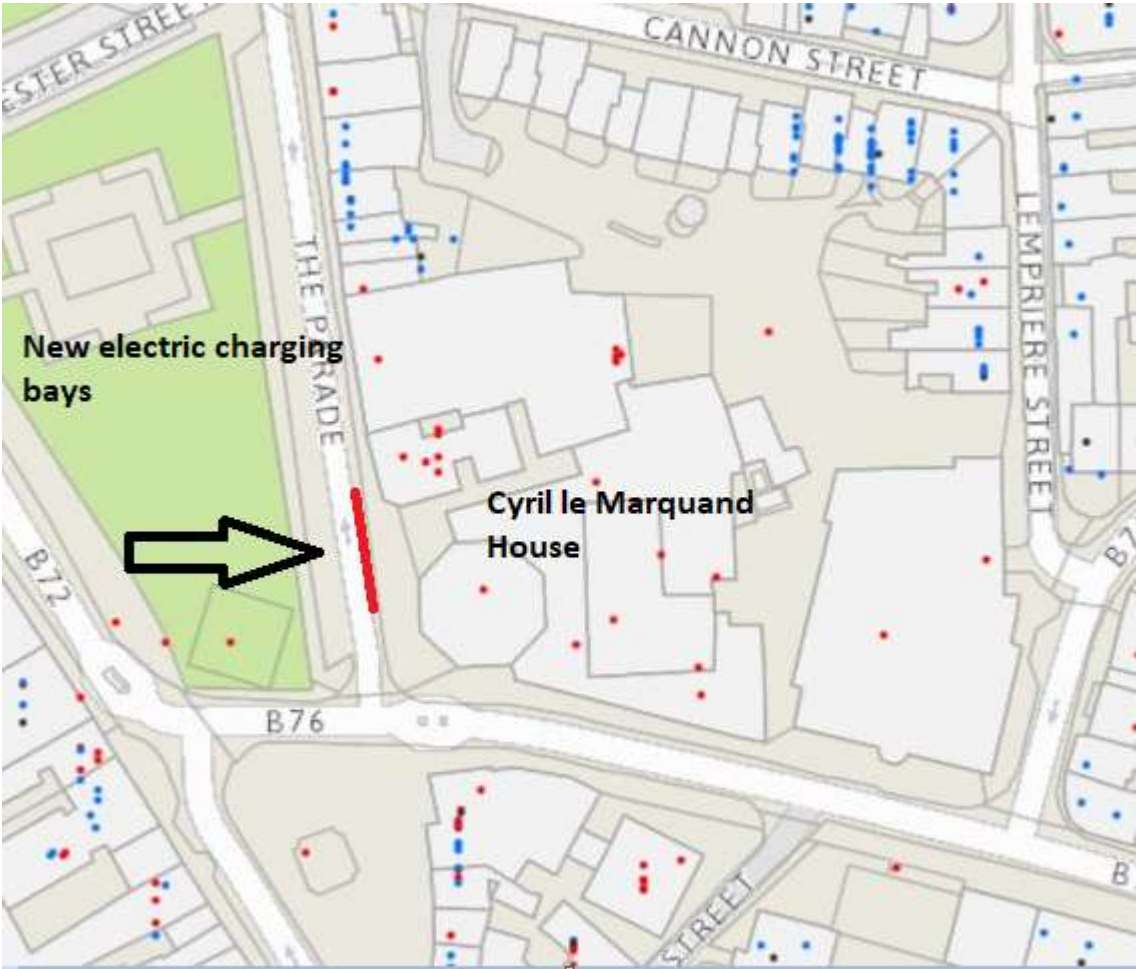 ESTER STREET
CANNON STREET
THE PARADE
LEMPRIERE STREET
New electric charging
bays
Cyril le Marquand
House
B72
B7
B76
B
STREET